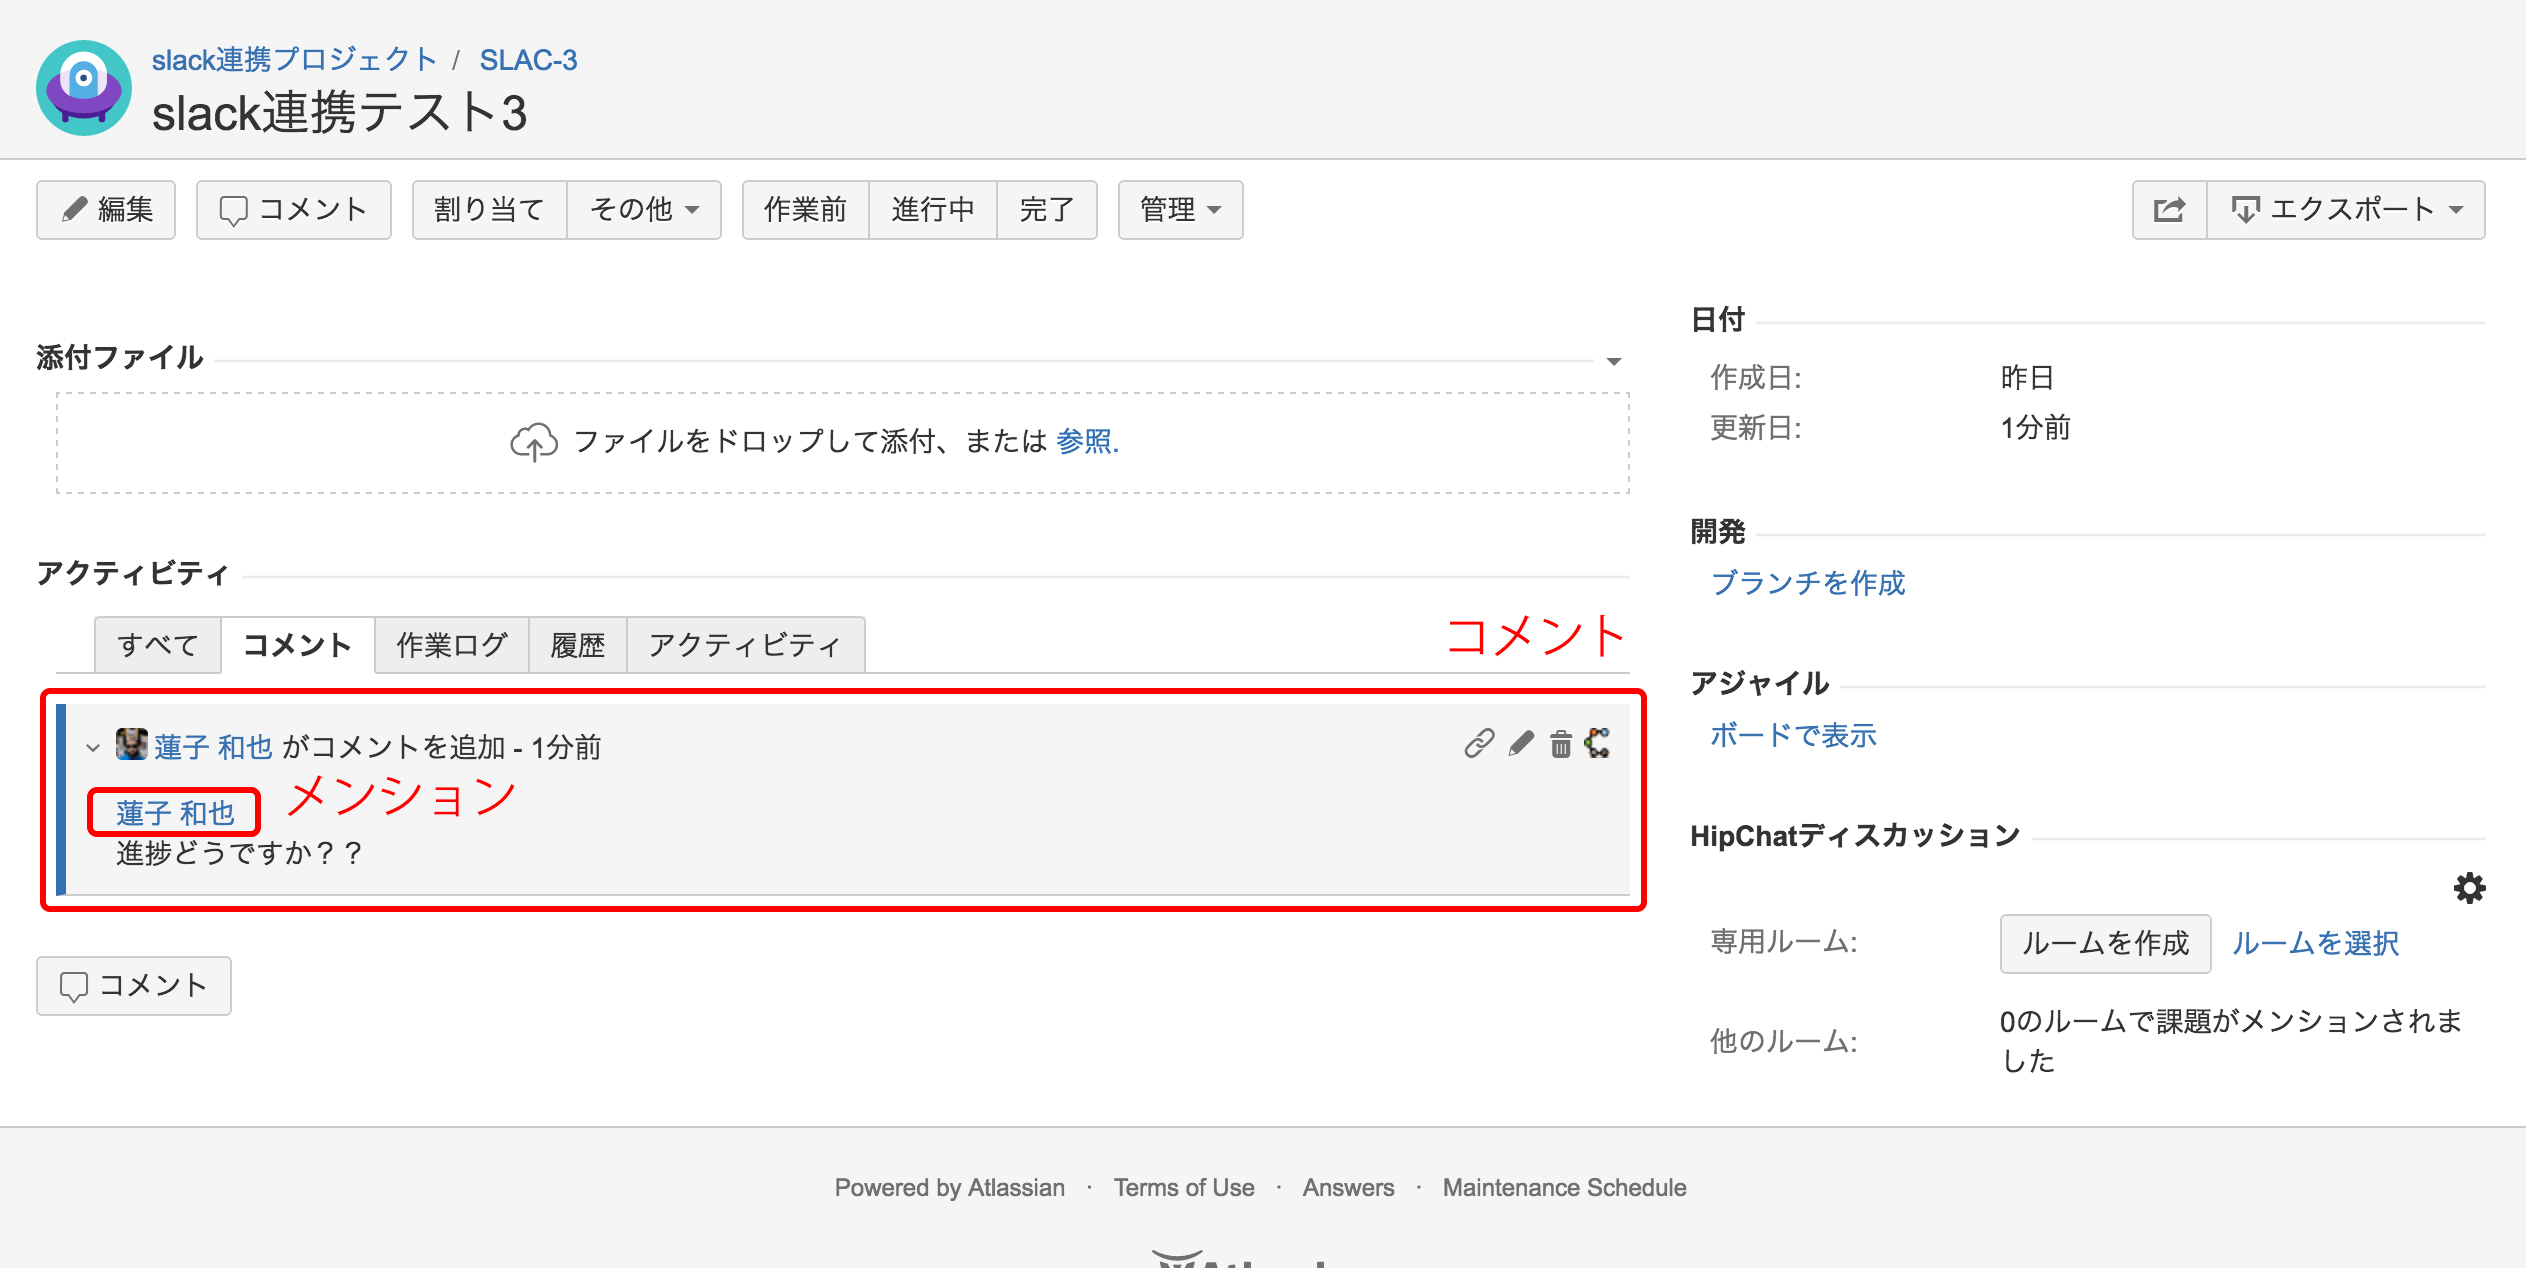 slack連携プロジェクト / SLAC-3
slack連携テスト3
編集 コメント 割り当て その他 作業前 進行中 完了 管理 エクスポート
添付ファイル
ファイルをドロップして添付、または 参照.
アクティビティ
すべて コメント 作業ログ 履歴 アクティビティ
コメント
蓮子 和也 がコメントを追加 - 1分前
蓮子 和也 メンション
進捗どうですか？？
コメント
日付
作成日: 昨日
更新日: 1分前
開発
ブランチを作成
アジャイル
ボードで表示
HipChatディスカッション
専用ルーム: ルームを作成 ルームを選択
他のルーム: 0のルームで課題がメンションされま
した
Powered by Atlassian · Terms of Use · Answers · Maintenance Schedule